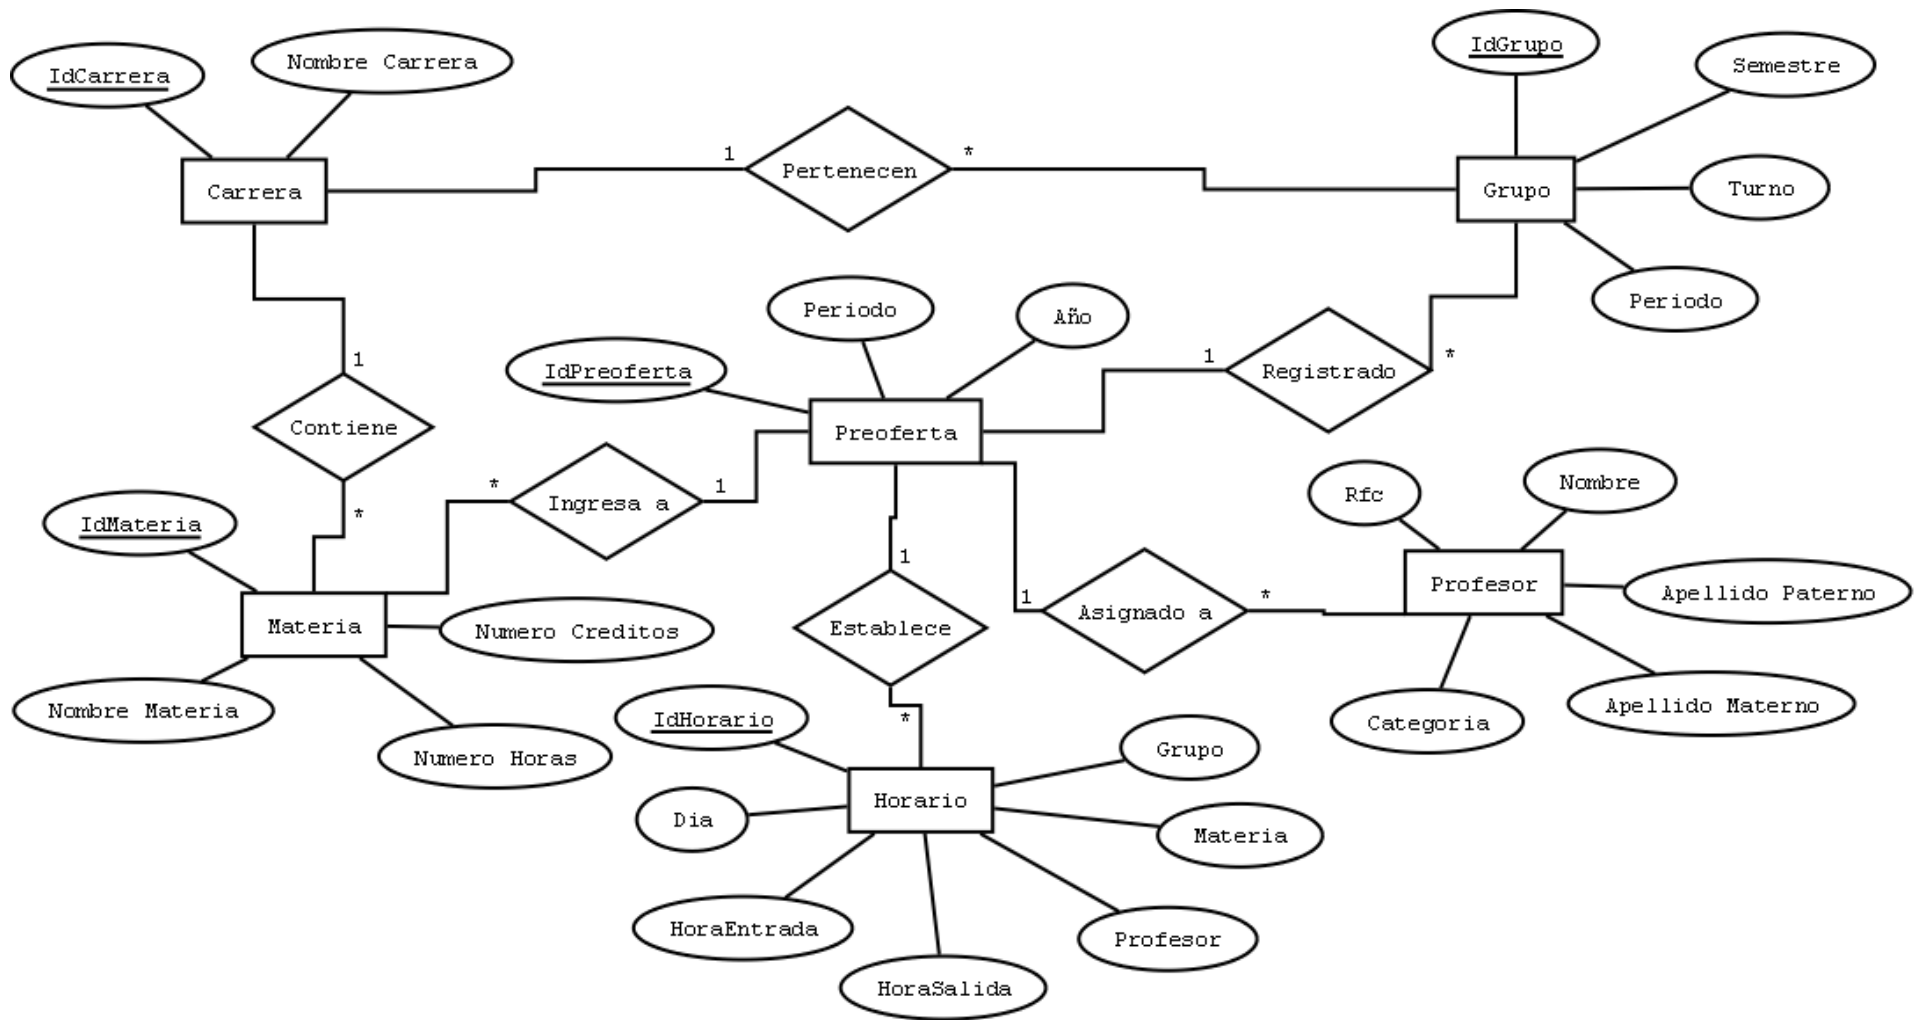 IdCarrera
Nombre Carrera
IdGrupo
Semestre
Carrera
1
Pertenecen
*
Grupo
Turno
Periodo
Periodo
Año
IdPreoferta
1
Registrado
*
1
Contiene
*
Preoferta
*
Ingresa a
1
Rfc
Nombre
IdMateria
1
Establece
*
1
Asignado a
*
Profesor
Apellido Paterno
Apellido Materno
Categoria
Materia
Numero Creditos
Nombre Materia
Numero Horas
IdHorario
Grupo
Horario
Dia
Materia
HoraEntrada
HoraSalida
Profesor